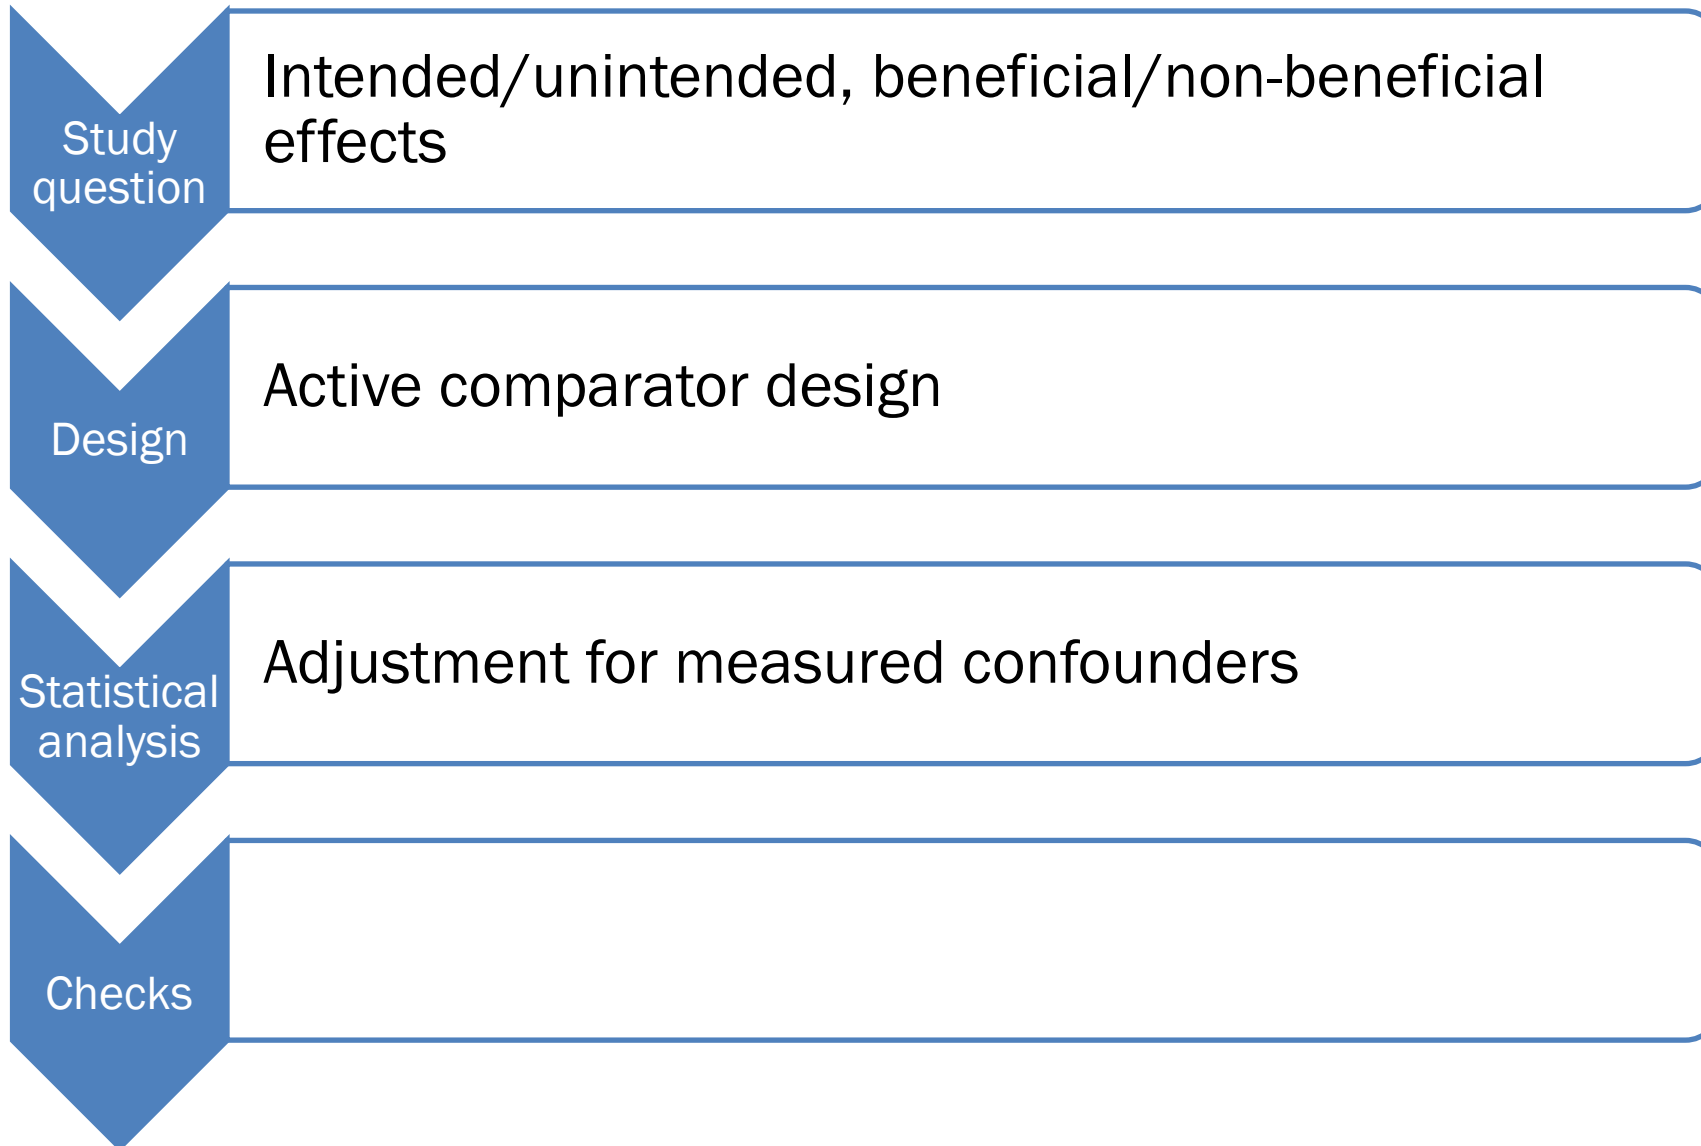 Study
question
Intended/unintended, beneficial/non-beneficial
effects
Design
Active comparator design
Statistical
analysis
Adjustment for measured confounders
Checks